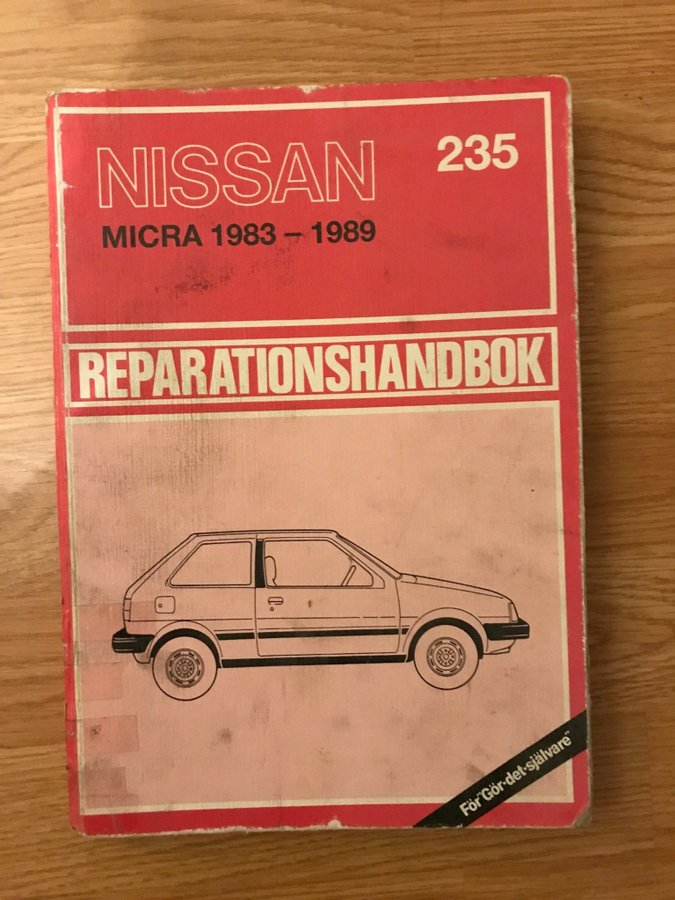 NISSAN
235
MICRA 1983 – 1989
REPARATIONSHANDBOK
För "Gör-det-självare"